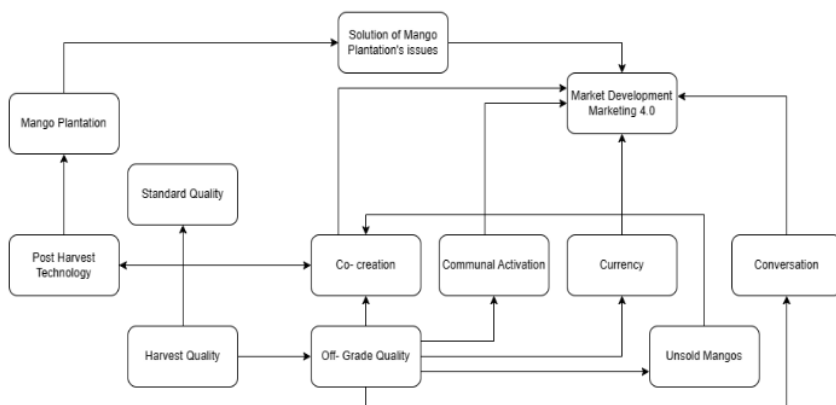 Solution of Mango
Plantation's issues
Market Development
Marketing 4.0
Mango Plantation
Standard Quality
Post Harvest
Technology
Co- creation
Communal Activation
Currency
Conversation
Harvest Quality
Off- Grade Quality
Unsold Mangos